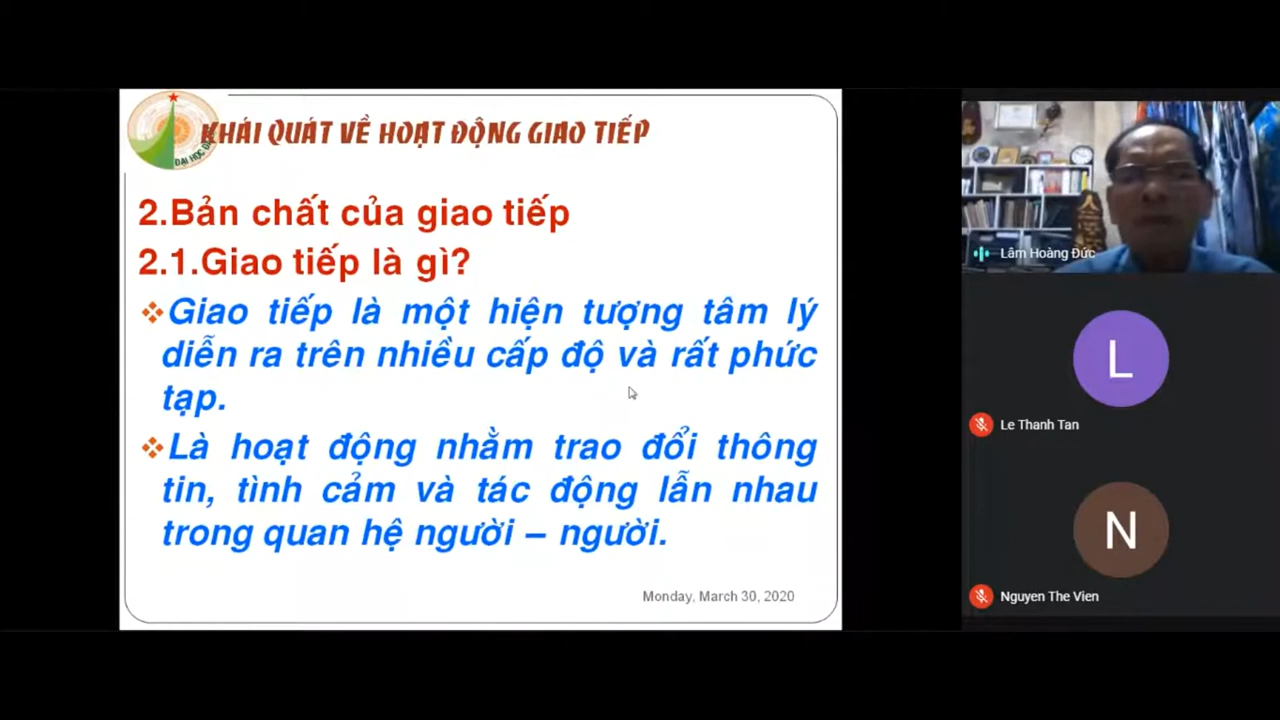 KHÁI QUÁT VỀ HOẠT ĐỘNG GIAO TIẾP
ĐẠI HỌC
2.Bản chất của giao tiếp
2.1.Giao tiếp là gì?
Giao tiếp là một hiện tượng tâm lý
diễn ra trên nhiều cấp độ và rất phức
tạp.
Là hoạt động nhằm trao đổi thông
tin, tình cảm và tác động lẫn nhau
trong quan hệ người – người.
Monday, March 30, 2020
Lâm Hoàng Đức
L
Le Thanh Tan
N
Nguyen The Vien